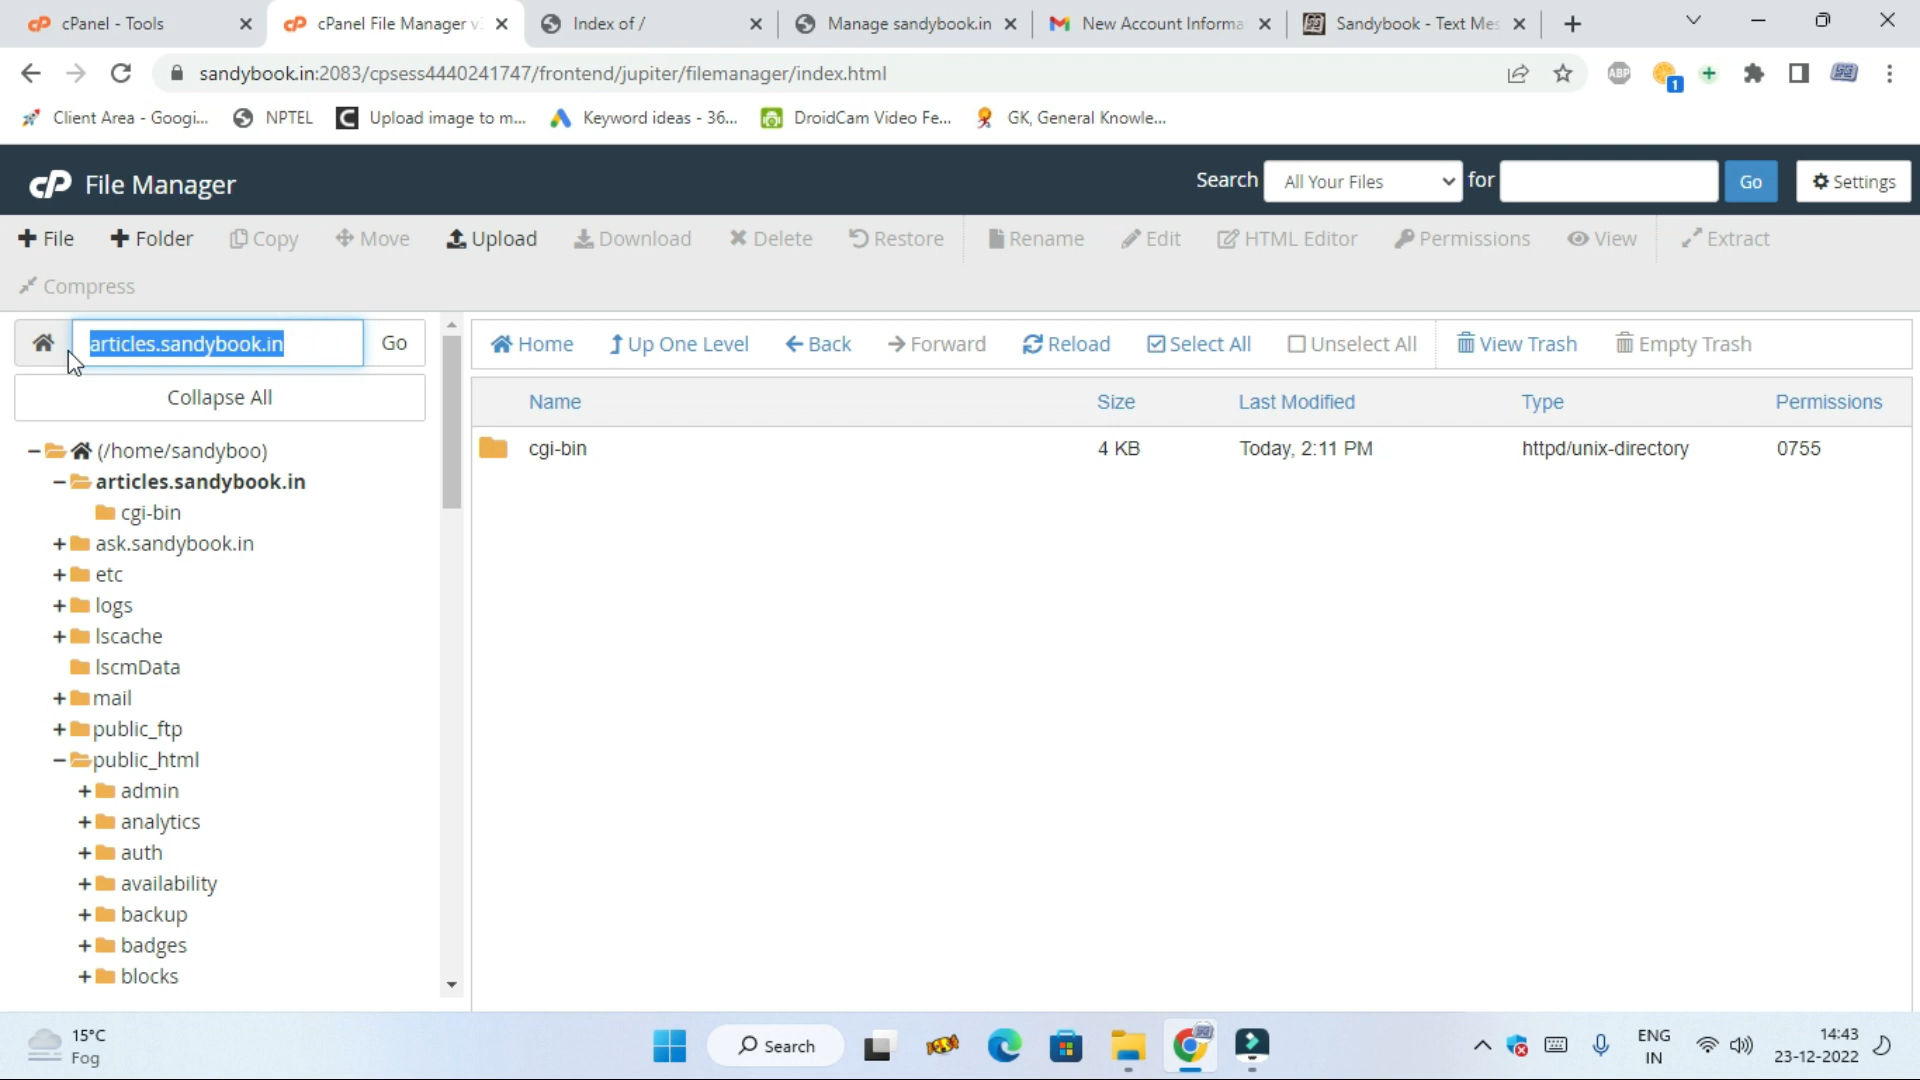 cPanel - Tools
cPanel File Manager v
Index of /
Manage sandybook.in
New Account Informa
Sandybook - Text Mes
sandybook.in:2083/cpsess4440241747/frontend/jupiter/filemanager/index.html
ABP
1
Client Area - Googi...
NPTEL
Upload image to m...
Keyword ideas - 36...
DroidCam Video Fe...
GK, General Knowle...
cP File Manager
Search
All Your Files
for
Go
Settings
File
Folder
Copy
Move
Upload
Download
Delete
Restore
Rename
Edit
HTML Editor
Permissions
View
Extract
Compress
articles.sandybook.in
Go
Home
Up One Level
Back
Forward
Reload
Select All
Unselect All
View Trash
Empty Trash
Collapse All
Name
Size
Last Modified
Type
Permissions
cgi-bin
4 KB
Today, 2:11 PM
httpd/unix-directory
0755
(/home/sandyboo)
articles.sandybook.in
cgi-bin
ask.sandybook.in
etc
logs
lscache
lscmData
mail
public_ftp
public_html
admin
analytics
auth
availability
backup
badges
blocks
15°C
Fog
Search
ENG
IN
14:43
23-12-2022